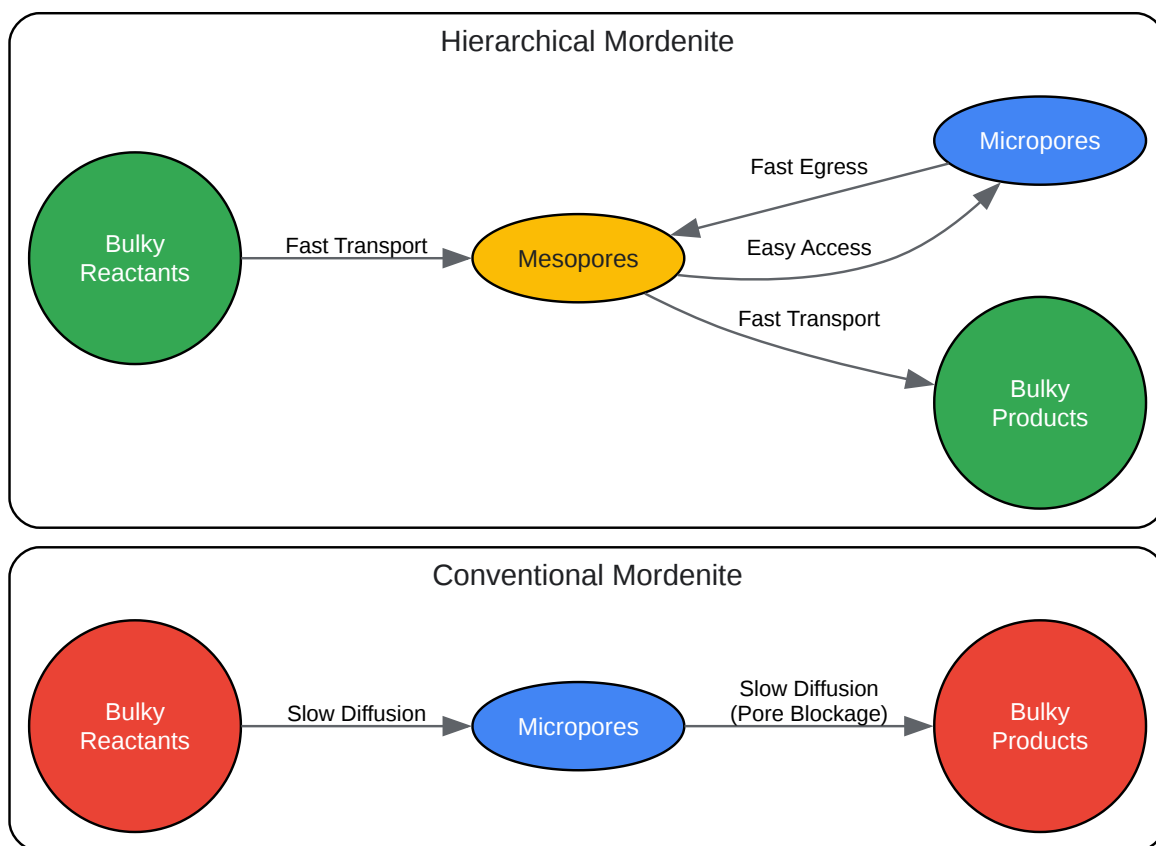 Hierarchical Mordenite
Micropores
Fast Egress
Bulky
Reactants
Fast Transport
Mesopores
Easy Access
Fast Transport
Bulky
Products
Conventional Mordenite
Bulky
Reactants
Slow Diffusion
Micropores
Slow Diffusion
(Pore Blockage)
Bulky
Products